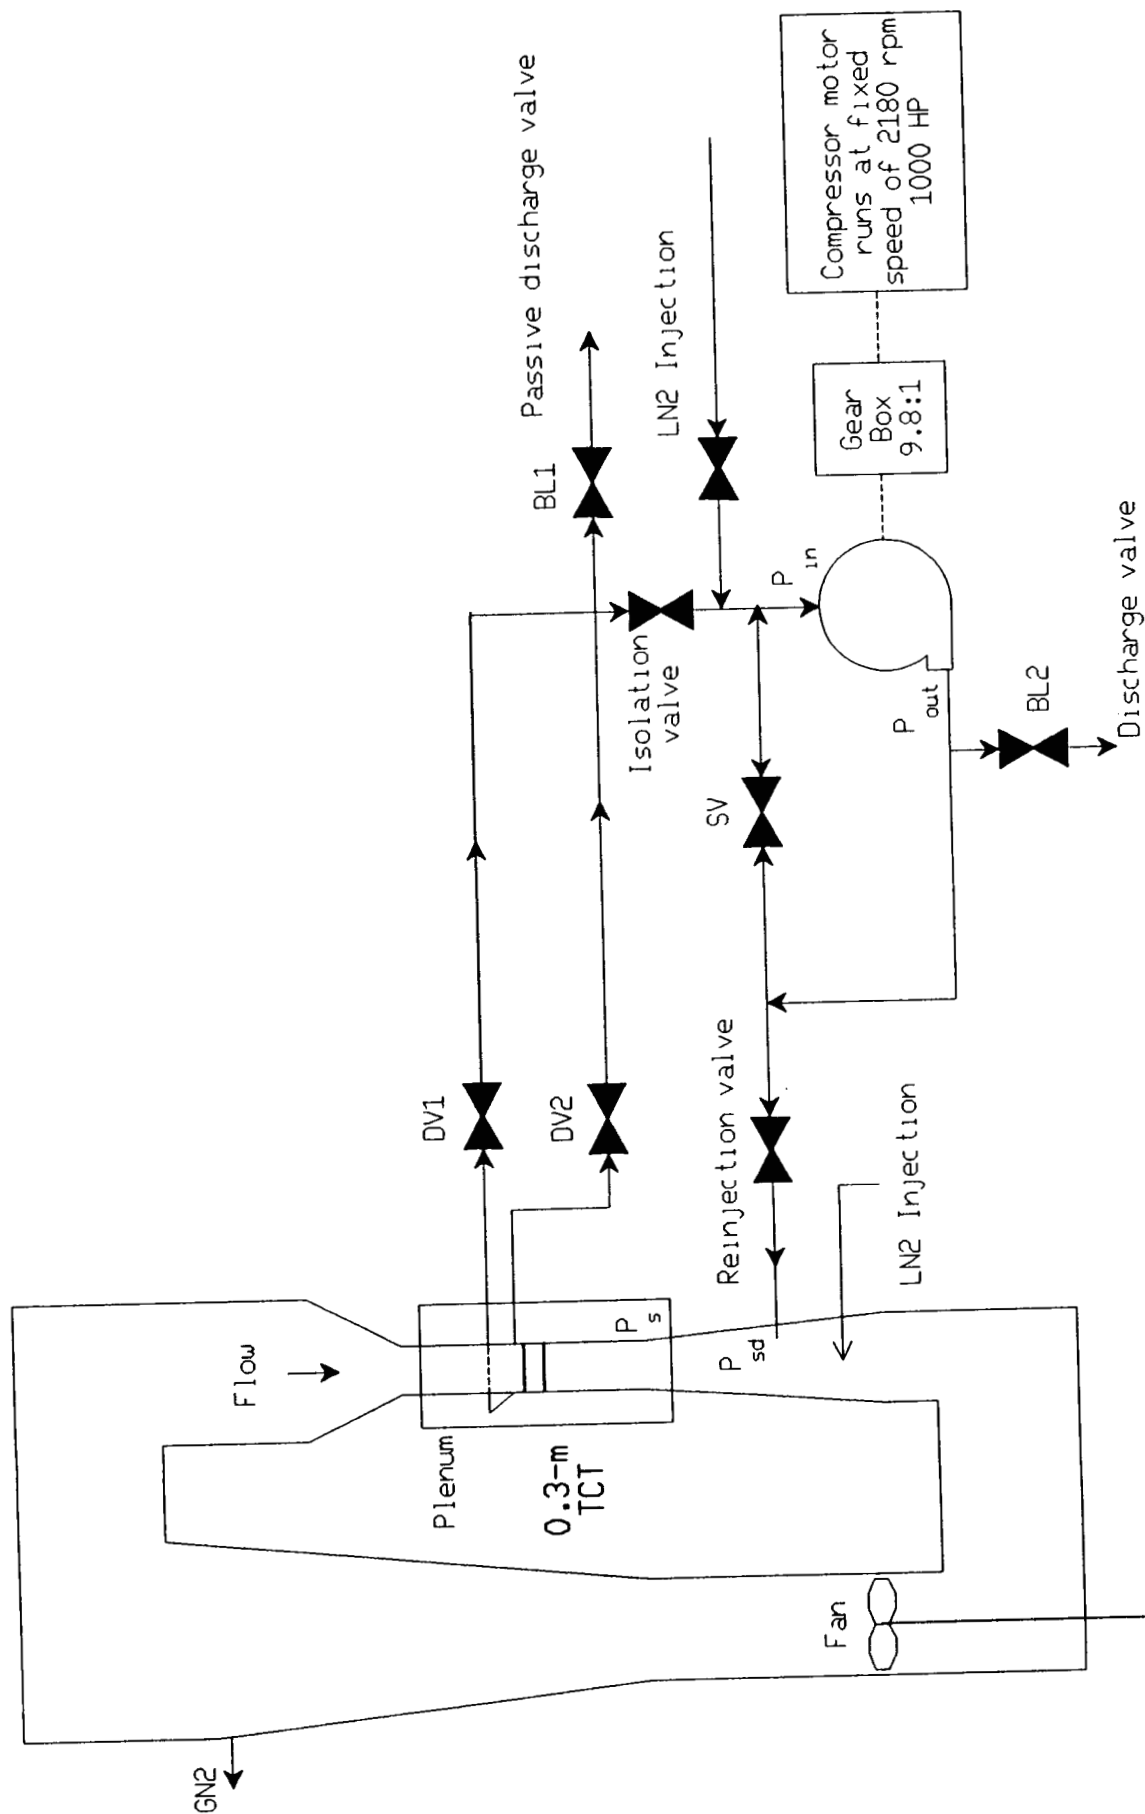 GN2
Flow
Plenum
0.3-m
TCT
Fan
P
s
P
sd
DV1
DV2
Reinjection valve
LN2 Injection
SV
Isolation
valve
BL1
Passive discharge valve
LN2 Injection
P
in
P
out
BL2
Discharge valve
Gear
Box
9.8:1
Compressor motor
runs at fixed
speed of 2180 rpm
1000 HP